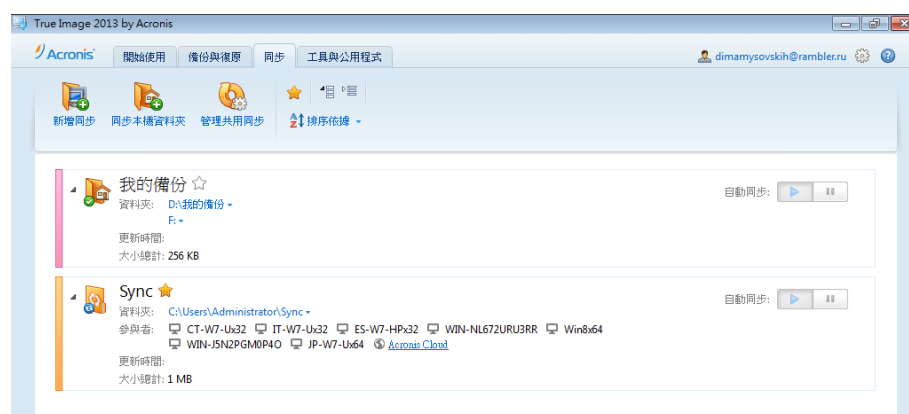 True Image 2013 by Acronis
Acronis 開始使用 備份與復原 同步 工具與公用程式 dimamysovskih@rambler.ru
新增同步 同步本機資料夾 管理共用同步 排序依據
我的備份 自動同步:
資料夾: D:\我的備份
F:
更新時間:
大小總計: 256 KB
Sync 自動同步:
資料夾: C:\Users\Administrator\Sync
參與者: CT-W7-Ux32 IT-W7-Ux32 ES-W7-HPx32 WIN-NL672URU3RR Win8x64
WIN-J5N2PGM0P4O JP-W7-Ux64 Acronis Cloud
更新時間:
大小總計: 1 MB